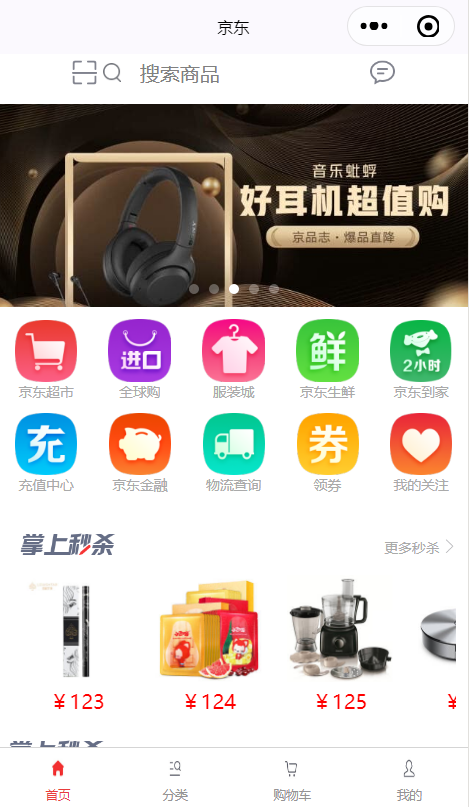 京东
搜索商品
音乐蚍蜉
好耳机超值购
京品志·爆品直降
进口
鲜
2小时
京东超市
全球购
服装城
京东生鲜
京东到家
充
券
充值中心
京东金融
物流查询
领券
我的关注
掌上秒杀
更多秒杀
￥123
￥124
￥125
￥
掌上秒杀
首页
分类
购物车
我的